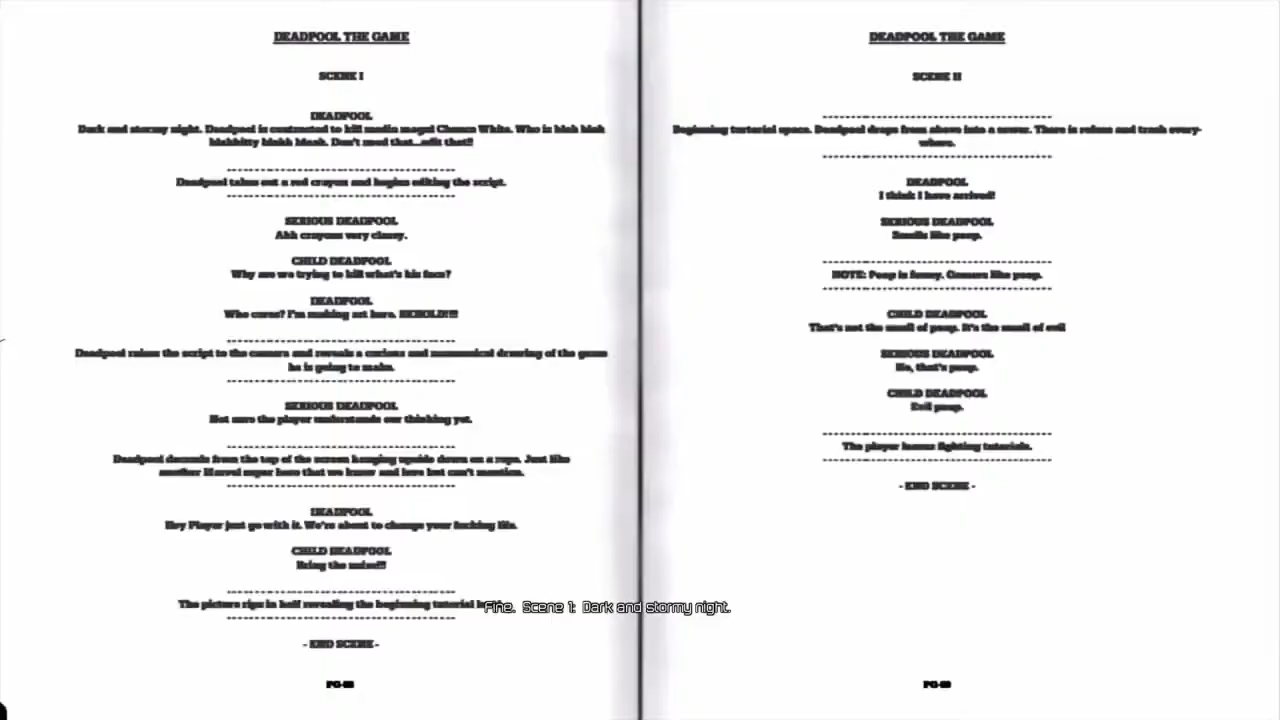 DEADPOOL THE GAME
SCENE I
DEADPOOL
Dark and stormy night. Deadpool is contracted to kill media mogul Chance White. Who is blah blah
blahbitty blahh blaah. Don't need that...edit that!!
Deadpool takes out a red crayon and begins editing the script.
SERIOUS DEADPOOL
Ahh crayons very classy.
CHILD DEADPOOL
Why are we trying to kill what's his face?
DEADPOOL
Who cares? I'm making art here. BEHOLD!!!!
Deadpool raises the script to the camera and reveals a curious and nonsensical drawing of the game
he is going to make.
SERIOUS DEADPOOL
Not sure the player understands our thinking yet.
Deadpool descends from the top of the screen hanging upside down on a rope. Just like
another Marvel super hero that we know and love but can't mention.
DEADPOOL
Hey Player just go with it. We're about to change your fucking life.
CHILD DEADPOOL
Bring the noise!!!
The picture rips in half revealing the beginning tutorial
- END SCENE -
DEADPOOL THE GAME
SCENE II
Beginning turtorial space. Deadpool drops from above into a sewer. There is refuse and trash every-
where.
DEADPOOL
I think I have arrived!
SERIOUS DEADPOOL
Smells like poop.
NOTE: Poop is funny. Gamers like poop.
CHILD DEADPOOL
That's not the smell of poop. It's the smell of evil
SERIOUS DEADPOOL
No, that's poop.
CHILD DEADPOOL
Evil poop.
The player learns fighting tutorials.
- END SCENE -
Fine. Scene 1: Dark and stormy night.